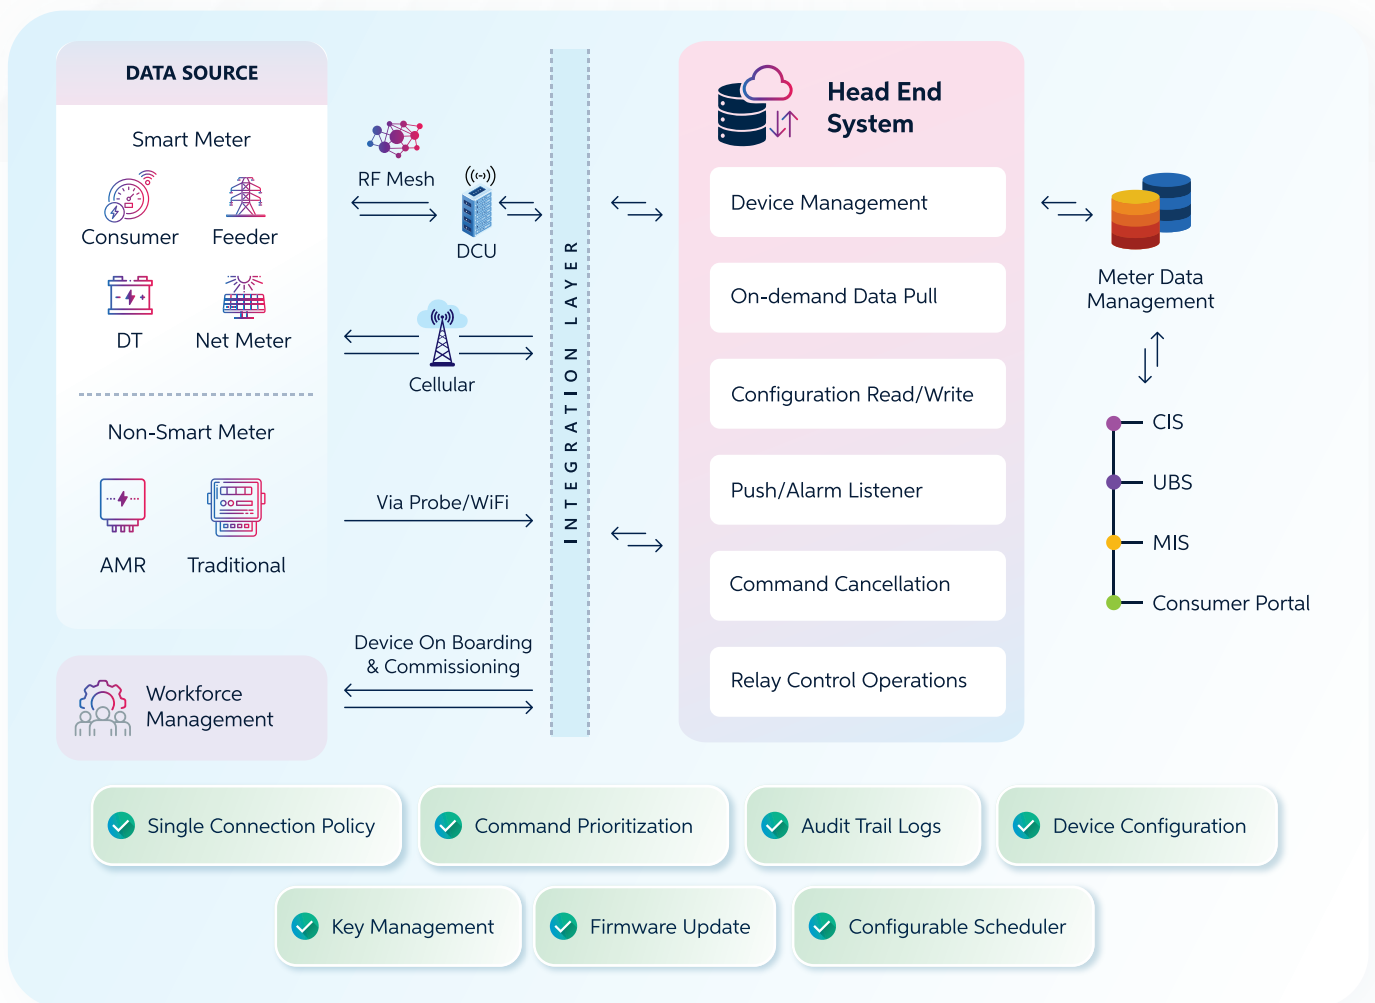 DATA SOURCE
Smart Meter
Consumer
Feeder
DT
Net Meter
Non-Smart Meter
AMR
Traditional
Workforce
Management
RF Mesh
DCU
Cellular
Via Probe/WiFi
Device On Boarding
& Commissioning
INTEGRATION LAYER
Head End
System
Device Management
On-demand Data Pull
Configuration Read/Write
Push/Alarm Listener
Command Cancellation
Relay Control Operations
Meter Data
Management
CIS
UBS
MIS
Consumer Portal
Single Connection Policy
Command Prioritization
Audit Trail Logs
Device Configuration
Key Management
Firmware Update
Configurable Scheduler